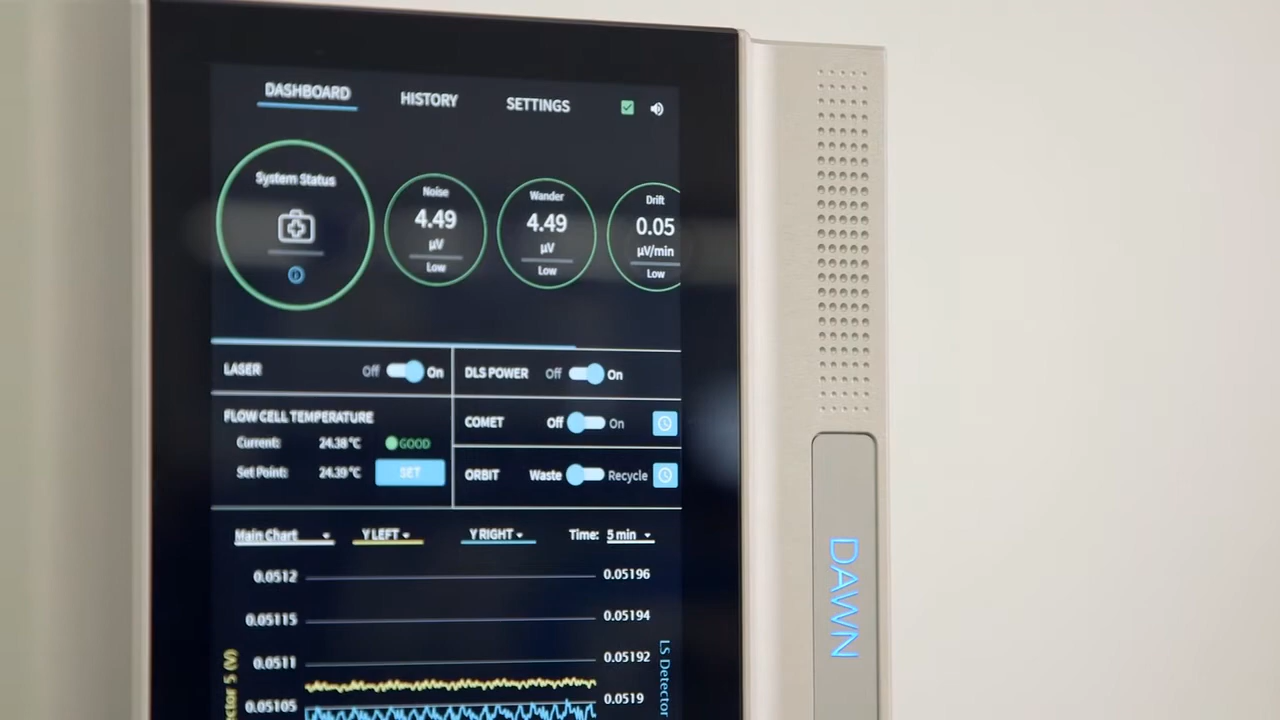 DASHBOARD HISTORY SETTINGS
System Status
Noise
4.49
µV
Low
Wander
4.49
µV
Low
Drift
0.05
µV/min
Low
LASER Off On
DLS POWER Off On
FLOW CELL TEMPERATURE
Current: 24.38 °C GOOD
Set Point: 24.39 °C SET
COMET Off On
ORBIT Waste Recycle
Main Chart Y LEFT Y RIGHT Time: 5 min
0.0512 0.05196
0.05115 0.05194
0.0511 0.05192
0.05105 0.0519
ector 5 (V)
LS Detector
DAWN